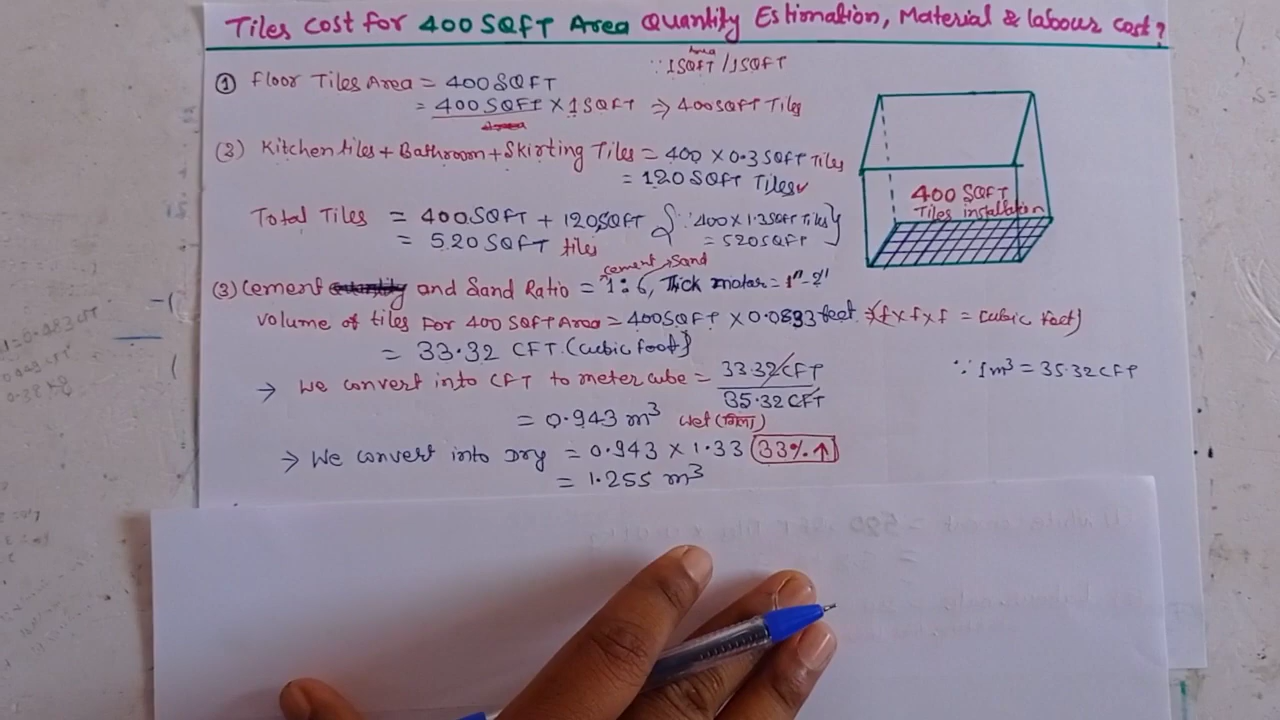 Tiles Cost for 400 SQFT Area Quantity Estimation, Material & labour cost?
Area
∵ 1SQFT / 1SQFT
① Floor Tiles Area = 400 SQFT
= 400 SQFT × 1 SQFT ⇒ 400 SQFT Tiles
(2) Kitchen tiles + Bathroom + Skirting Tiles = 400 × 0.3 SQFT Tiles
= 120 SQFT Tiles
Total Tiles = 400 SQFT + 120 SQFT { ∵ 400 × 1.3 SQFT Tiles }
= 520 SQFT tiles = 520 SQFT
400 SQFT
Tiles installation
cement → Sand
(3) Cement and Sand Ratio = 1:6, Thick motar = 1"-2"
Volume of tiles For 400 SQFT Area = 400 SQFT × 0.0833 feet {f×f×f = cubic feet}
= 33.32 CFT. (cubic foot)
→ We convert into CFT to meter cube = 33.32 CFT / 35.32 CFT
∵ 1m³ = 35.32 CFT
= 0.943 m³ wet (गिला)
→ We convert into Dry = 0.943 × 1.33 33% ↑
= 1.255 m³